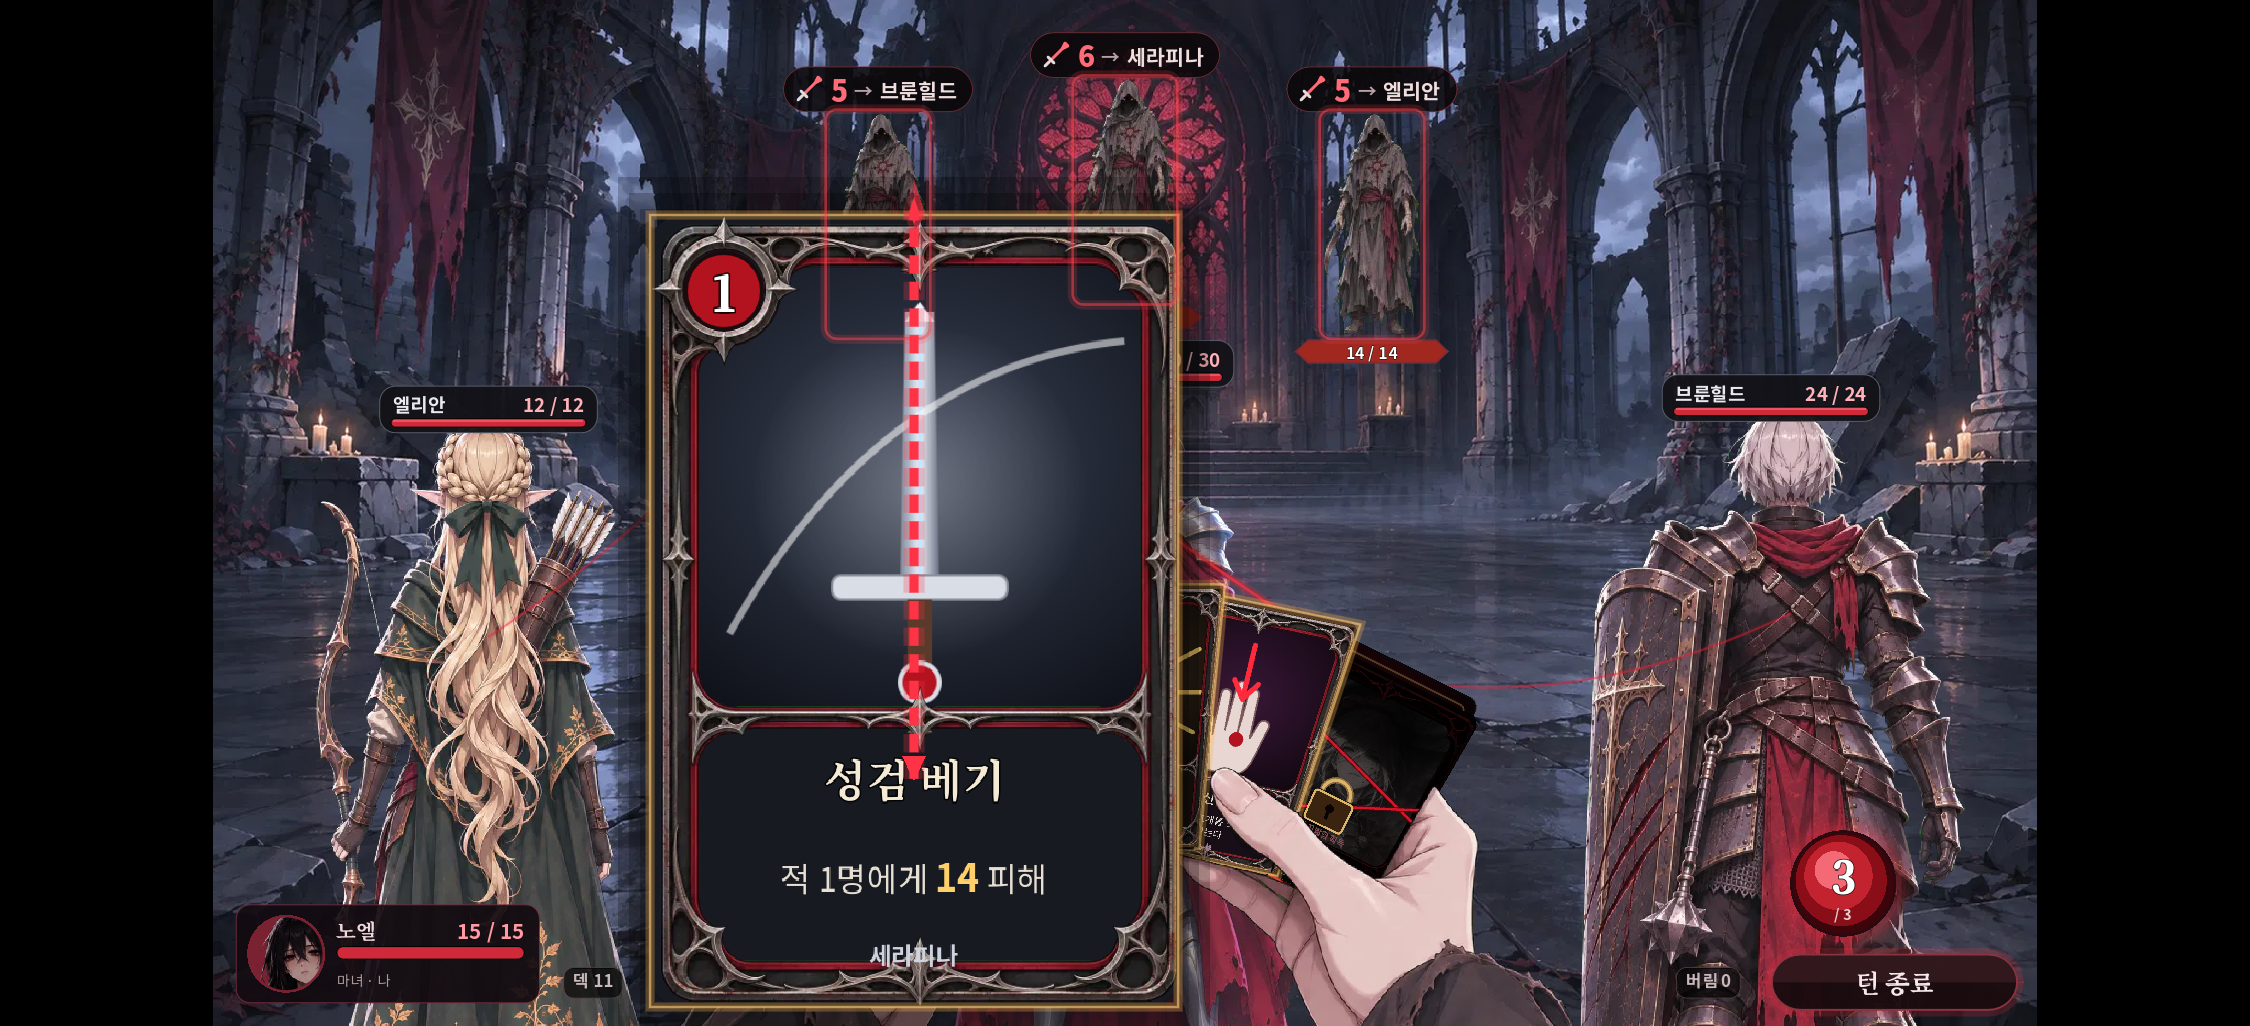 6 → 세라피나
5 → 브룬힐드
5 → 엘리안
1
/ 30
14 / 14
엘리안 12 / 12
브룬힐드 24 / 24
성검 베기
적 1명에게 14 피해
세라피나
노엘 15 / 15
마녀 · 나
덱 11
3
/ 3
버림 0
턴 종료